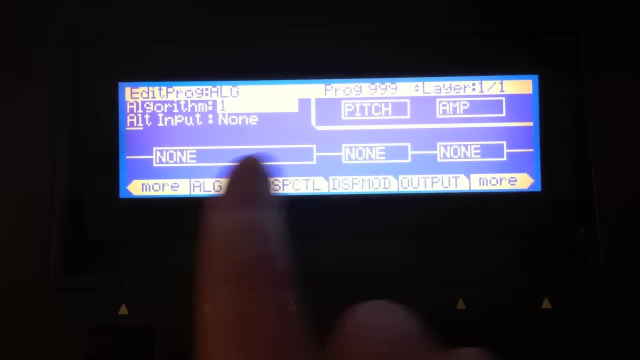 EditProg:ALG Prog 999 Layer:1/1
Algorithm:1 PITCH AMP
Alt Input :None
NONE NONE NONE
more ALG DSPMOD OUTPUT more